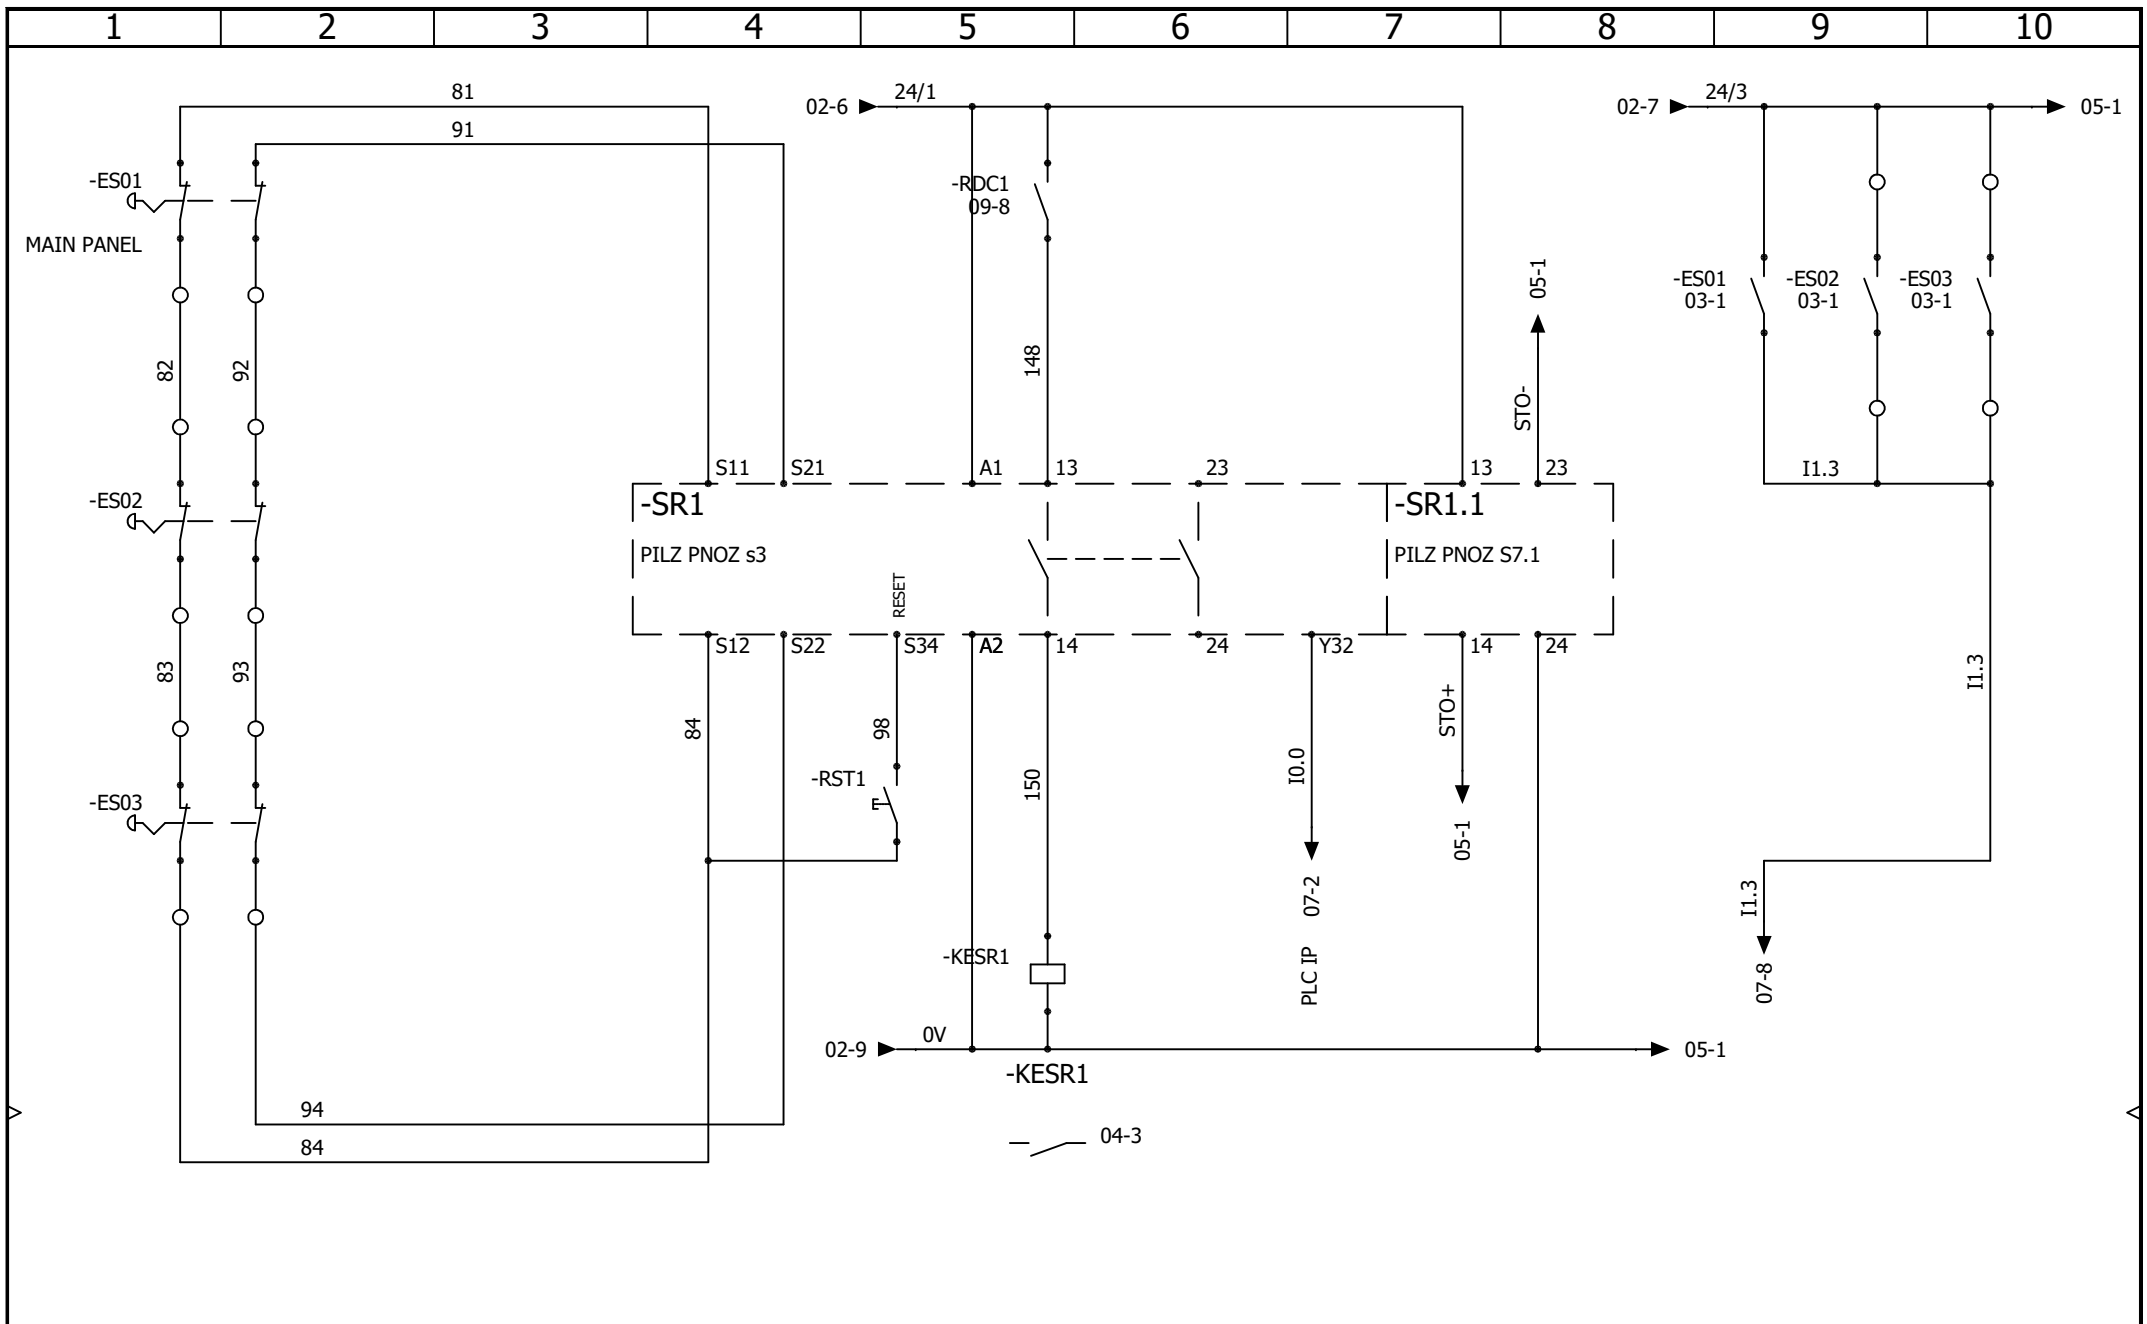 1 2 3 4 5 6 7 8 9 10
81
91
-ES01
MAIN PANEL
82
92
-ES02
83
93
-ES03
94
84
02-6
24/1
-RDC1
09-8
148
S11
S21
A1
13
23
-SR1
PILZ PNOZ s3
RESET
S12
S22
S34
A2
14
24
Y32
-SR1.1
PILZ PNOZ S7.1
13
23
14
24
STO-
05-1
84
98
-RST1
150
-KESR1
I0.0
07-2
PLC IP
STO+
05-1
02-9
0V
05-1
-KESR1
04-3
02-7
24/3
05-1
-ES01
03-1
-ES02
03-1
-ES03
03-1
I1.3
I1.3
I1.3
07-8